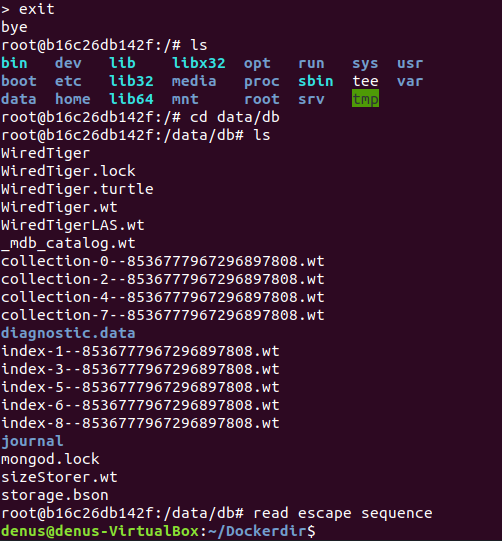 > exit
bye
root@b16c26db142f:/# ls
bin dev lib libx32 opt run sys usr
boot etc lib32 media proc sbin tee var
data home lib64 mnt root srv tmp
root@b16c26db142f:/# cd data/db
root@b16c26db142f:/data/db# ls
WiredTiger
WiredTiger.lock
WiredTiger.turtle
WiredTiger.wt
WiredTigerLAS.wt
_mdb_catalog.wt
collection-0--8536777967296897808.wt
collection-2--8536777967296897808.wt
collection-4--8536777967296897808.wt
collection-7--8536777967296897808.wt
diagnostic.data
index-1--8536777967296897808.wt
index-3--8536777967296897808.wt
index-5--8536777967296897808.wt
index-6--8536777967296897808.wt
index-8--8536777967296897808.wt
journal
mongod.lock
sizeStorer.wt
storage.bson
root@b16c26db142f:/data/db# read escape sequence
denus@denus-VirtualBox:~/Dockerdir$